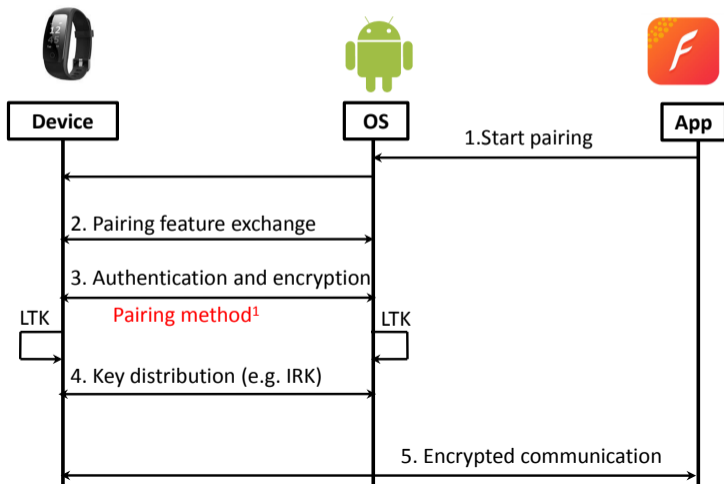 F
Device
OS
App
1.Start pairing
2. Pairing feature exchange
3. Authentication and encryption
Pairing method¹
LTK
LTK
4. Key distribution (e.g. IRK)
5. Encrypted communication